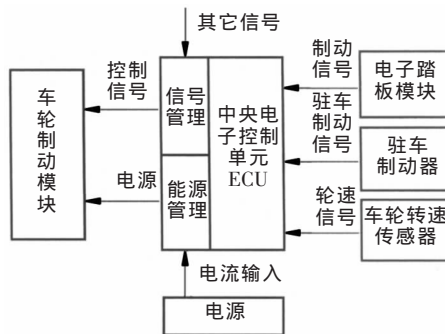 其它信号
控制
信号
车轮制动模块
信号
管理
中央电
子控制
单元
ECU
制动
信号
电子踏
板模块
驻车
制动
信号
驻车
制动器
电源
能源
管理
轮速
信号
车轮转速
传感器
电流输入
电源